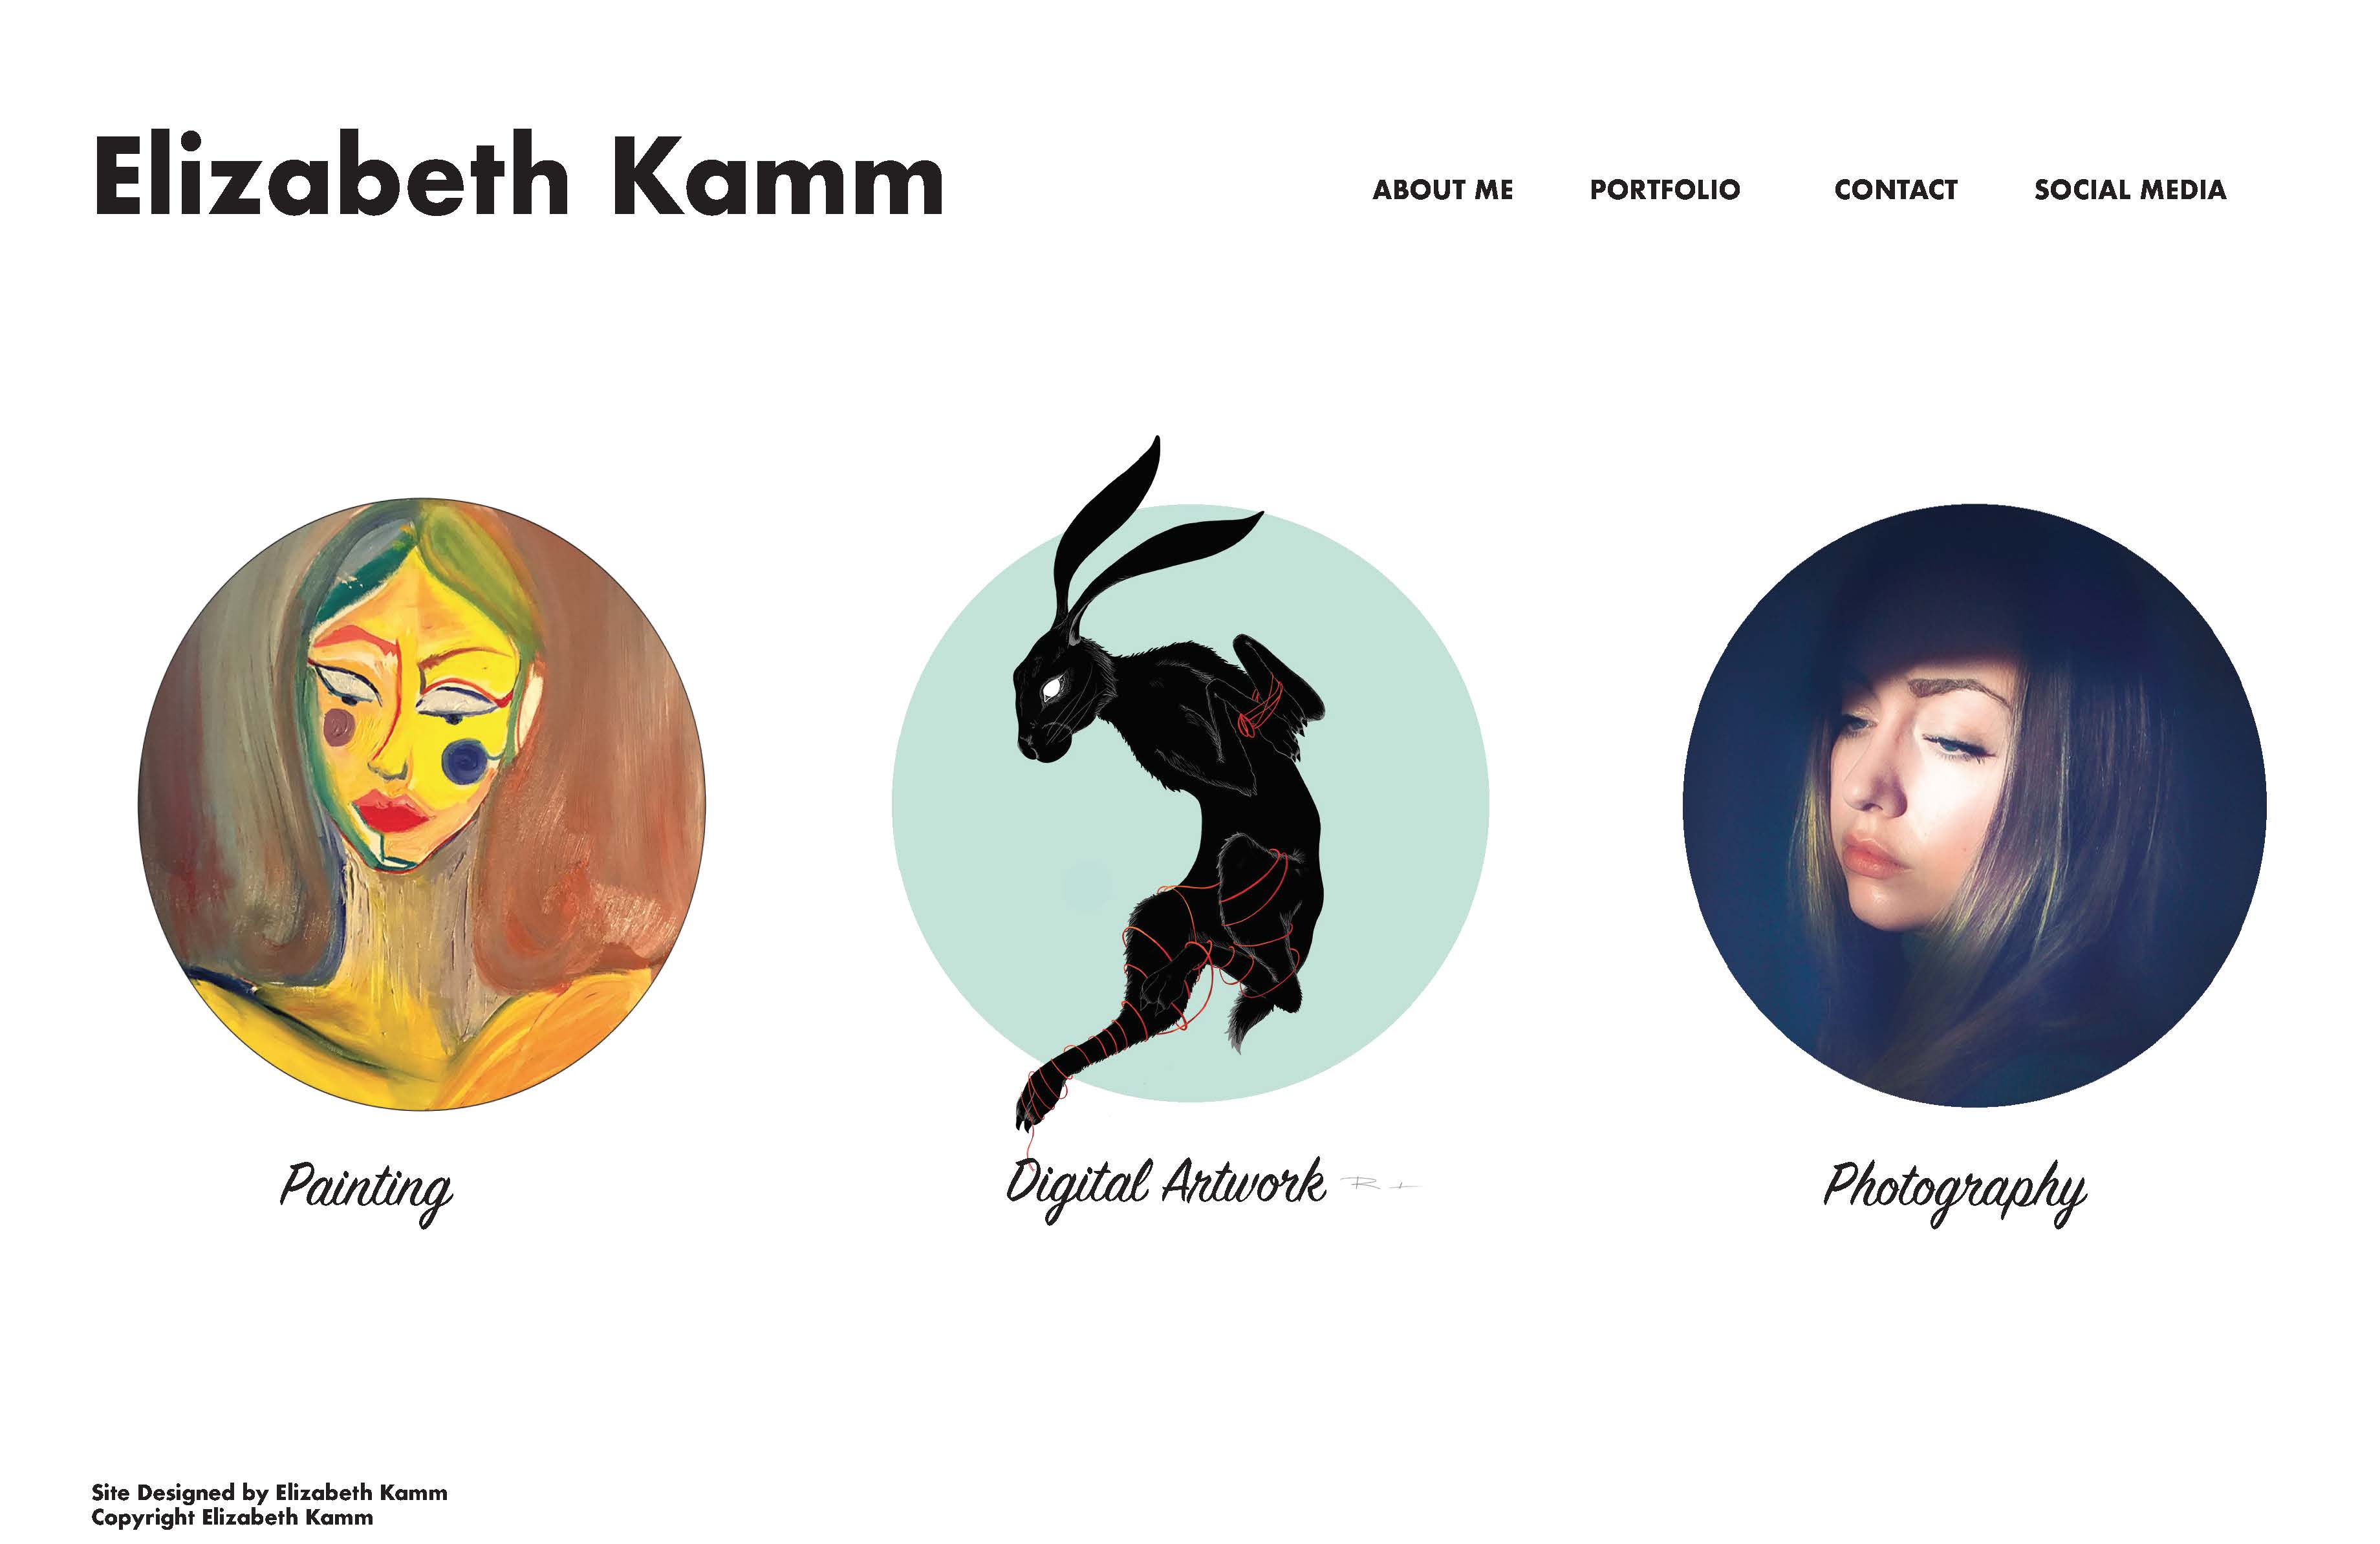 Elizabeth Kamm
ABOUT ME PORTFOLIO CONTACT SOCIAL MEDIA
Painting
Digital Artwork
Photography
Site Designed by Elizabeth Kamm
Copyright Elizabeth Kamm